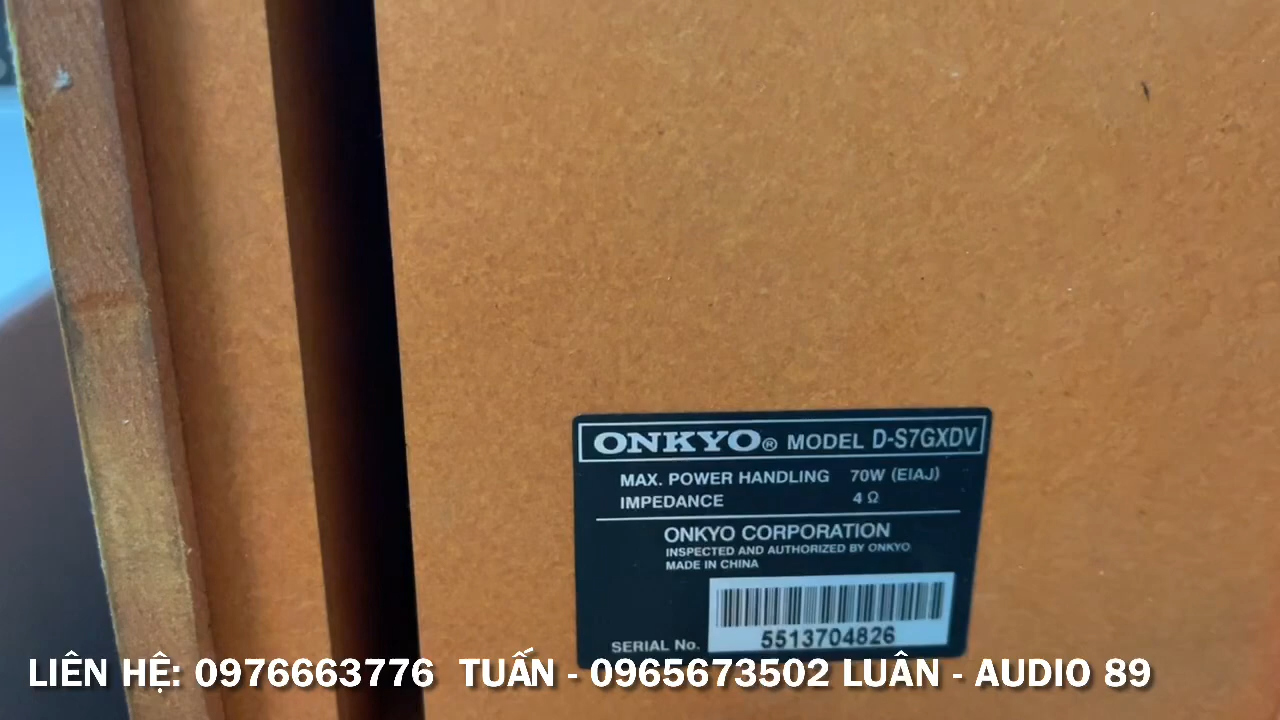 ONKYO® MODEL D-S7GXDV
MAX. POWER HANDLING 70W (EIAJ)
IMPEDANCE 4 Ω
ONKYO CORPORATION
INSPECTED AND AUTHORIZED BY ONKYO
MADE IN CHINA
SERIAL No. 5513704826
LIÊN HỆ: 0976663776 TUẤN - 0965673502 LUÂN - AUDIO 89